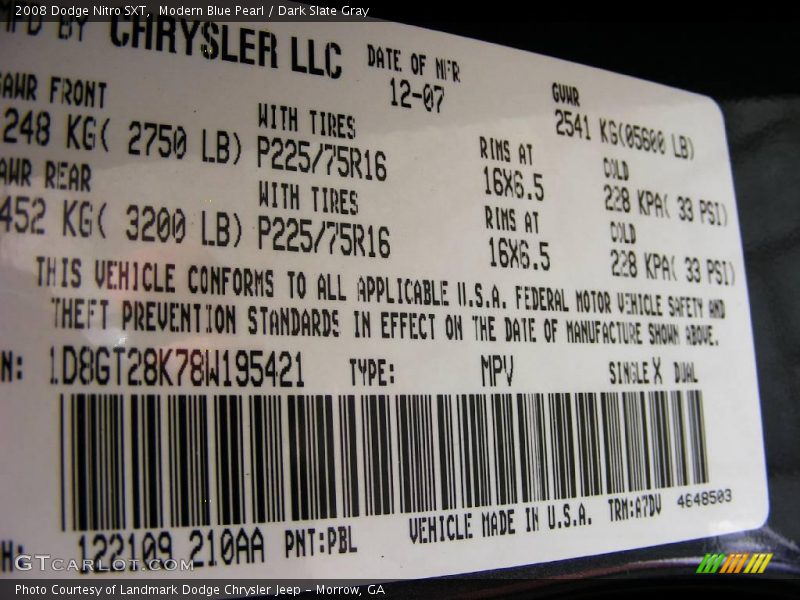 2008 Dodge Nitro SXT, Modern Blue Pearl / Dark Slate Gray
MFD BY CHRYSLER LLC DATE OF MFR GVWR
12-07 2541 KG(05600 LB)
GAWR FRONT WITH TIRES RIMS AT COLD
1248 KG( 2750 LB) P225/75R16 16X6.5 228 KPA( 33 PSI)
GAWR REAR WITH TIRES RIMS AT COLD
1452 KG( 3200 LB) P225/75R16 16X6.5 228 KPA( 33 PSI)
THIS VEHICLE CONFORMS TO ALL APPLICABLE U.S.A. FEDERAL MOTOR VEHICLE SAFETY AND
THEFT PREVENTION STANDARDS IN EFFECT ON THE DATE OF MANUFACTURE SHOWN ABOVE.
N: 1D8GT28K78W195421 TYPE: MPV SINGLE X DUAL
H: 122109 210AA PNT:PBL VEHICLE MADE IN U.S.A. TRM:A7DV 4648503
GTCarlot.com
Photo Courtesy of Landmark Dodge Chrysler Jeep - Morrow, GA